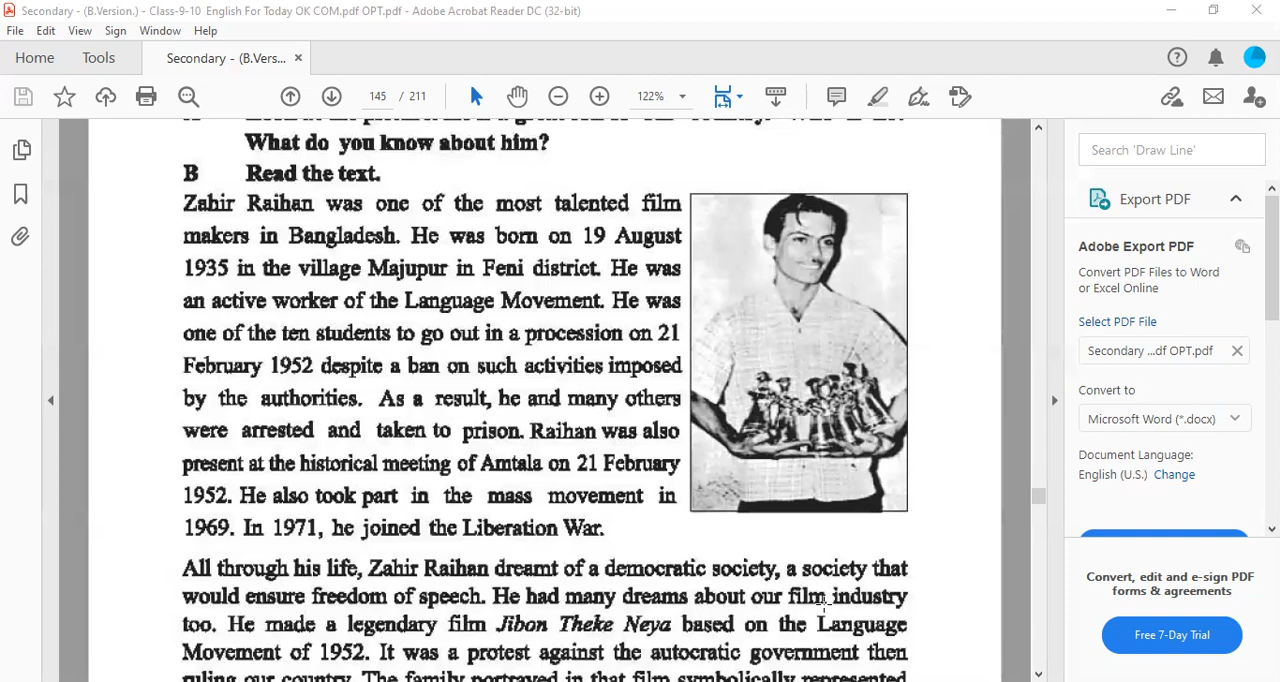 Secondary - (B.Version.) - Class-9-10 English For Today OK COM.pdf OPT.pdf - Adobe Acrobat Reader DC (32-bit)
File Edit View Sign Window Help
Home Tools Secondary - (B.Vers... ×
145 / 211 122%
What do you know about him?
B Read the text.
Zahir Raihan was one of the most talented film
makers in Bangladesh. He was born on 19 August
1935 in the village Majupur in Feni district. He was
an active worker of the Language Movement. He was
one of the ten students to go out in a procession on 21
February 1952 despite a ban on such activities imposed
by the authorities. As a result, he and many others
were arrested and taken to prison. Raihan was also
present at the historical meeting of Amtala on 21 February
1952. He also took part in the mass movement in
1969. In 1971, he joined the Liberation War.
All through his life, Zahir Raihan dreamt of a democratic society, a society that
would ensure freedom of speech. He had many dreams about our film industry
too. He made a legendary film Jibon Theke Neya based on the Language
Movement of 1952. It was a protest against the autocratic government then
ruling our country. The family portrayed in that film symbolically represented
Search 'Draw Line'
Export PDF
Adobe Export PDF
Convert PDF Files to Word
or Excel Online
Select PDF File
Secondary ...df OPT.pdf
Convert to
Microsoft Word (*.docx)
Document Language:
English (U.S.) Change
Convert, edit and e-sign PDF
forms & agreements
Free 7-Day Trial